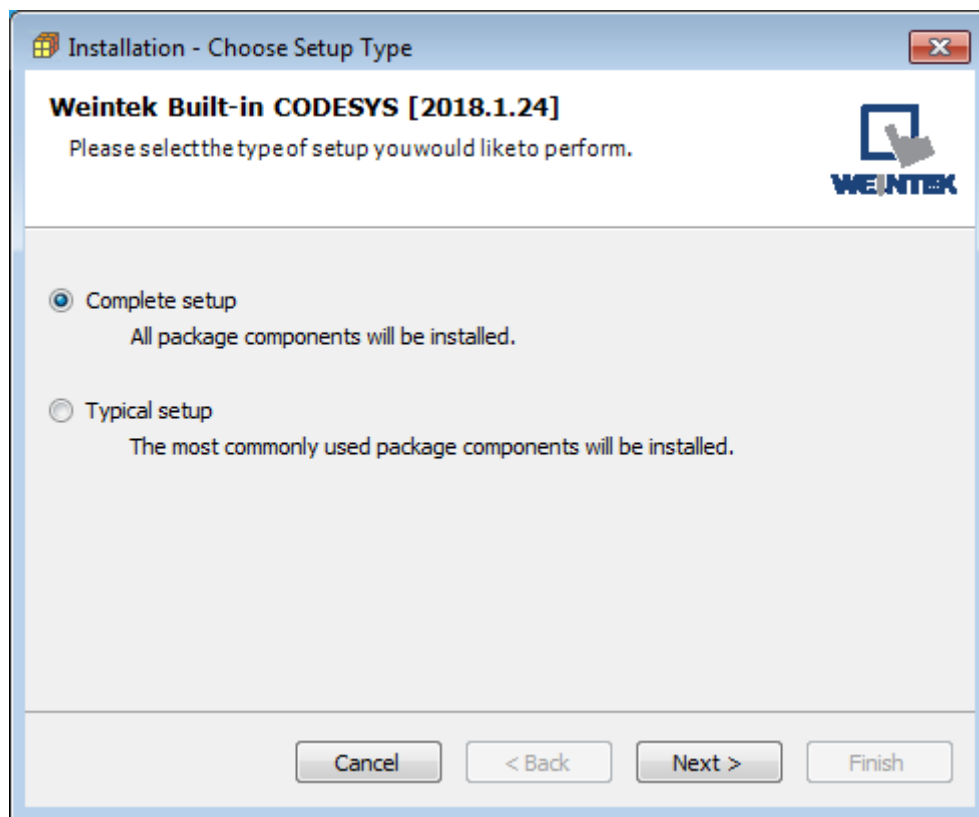 Installation - Choose Setup Type
Weintek Built-in CODESYS [2018.1.24]
Please select the type of setup you would like to perform.
WEINTEK
Complete setup
All package components will be installed.
Typical setup
The most commonly used package components will be installed.
Cancel
< Back
Next >
Finish